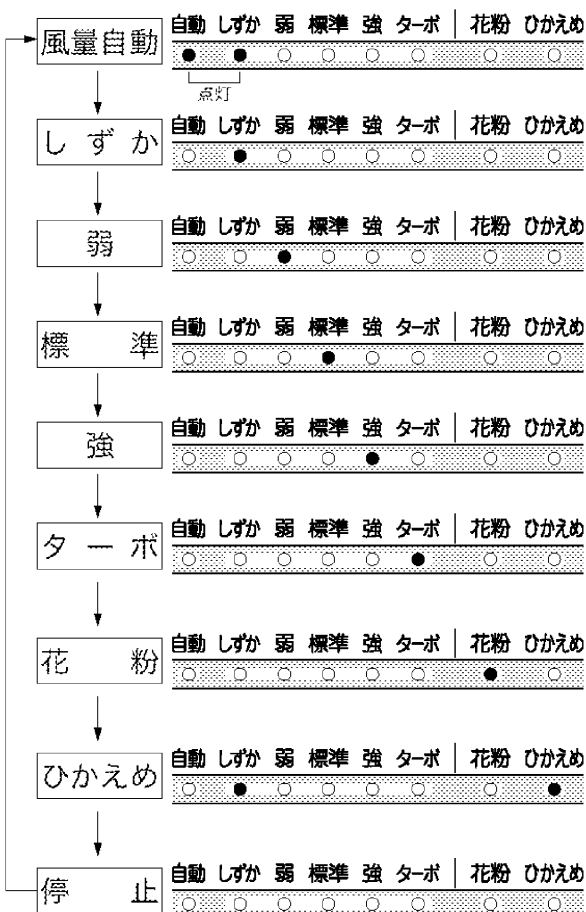 風量自動
自動 しずか 弱 標準 強 ターボ 花粉 ひかえめ
点灯
しずか
自動 しずか 弱 標準 強 ターボ 花粉 ひかえめ
弱
自動 しずか 弱 標準 強 ターボ 花粉 ひかえめ
標準
自動 しずか 弱 標準 強 ターボ 花粉 ひかえめ
強
自動 しずか 弱 標準 強 ターボ 花粉 ひかえめ
ターボ
自動 しずか 弱 標準 強 ターボ 花粉 ひかえめ
花粉
自動 しずか 弱 標準 強 ターボ 花粉 ひかえめ
ひかえめ
自動 しずか 弱 標準 強 ターボ 花粉 ひかえめ
停止
自動 しずか 弱 標準 強 ターボ 花粉 ひかえめ